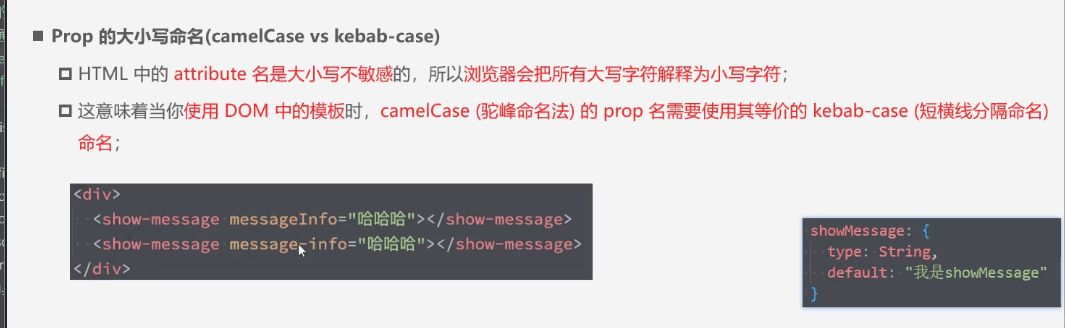 Prop 的大小写命名(camelCase vs kebab-case)
HTML 中的 attribute 名是大小写不敏感的，所以浏览器会把所有大写字符解释为小写字符；
这意味着当你使用 DOM 中的模板时，camelCase (驼峰命名法) 的 prop 名需要使用其等价的 kebab-case (短横线分隔命名)
命名；
<div>
<show-message messageInfo="哈哈哈"></show-message>
<show-message message-info="哈哈哈"></show-message>
</div>
showMessage: {
type: String,
default: "我是showMessage"
}